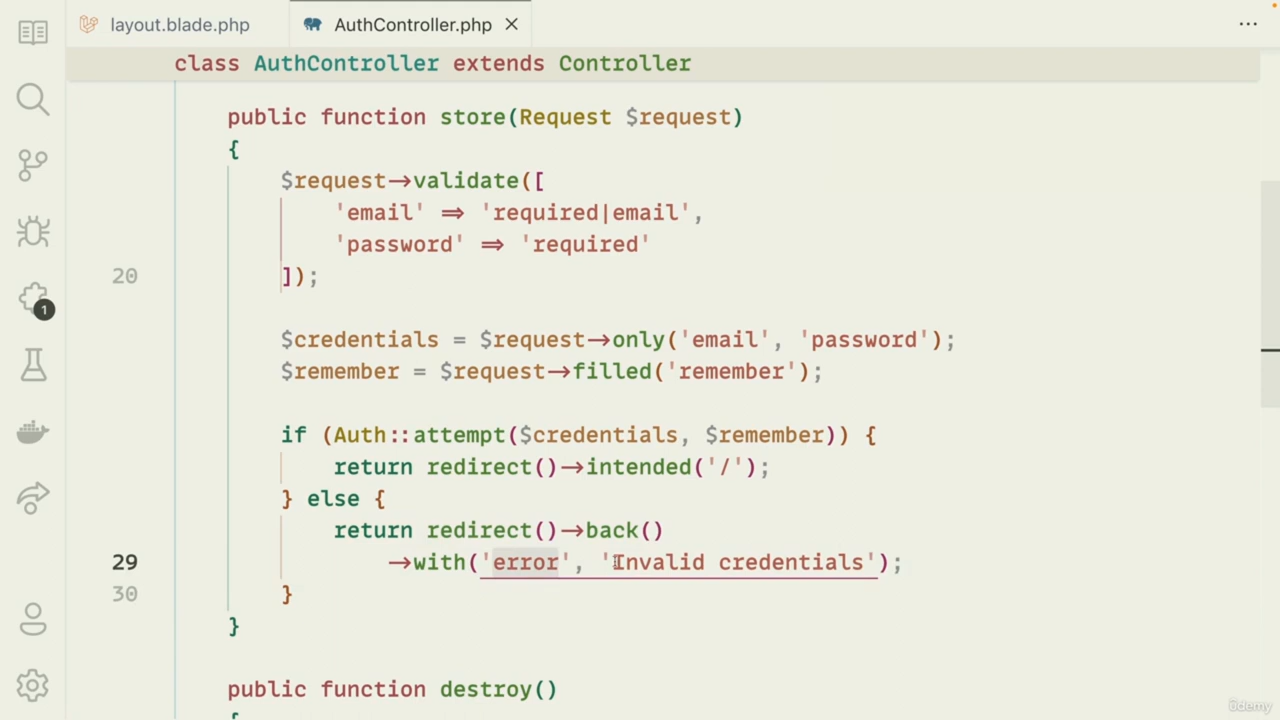 layout.blade.php
AuthController.php
class AuthController extends Controller
public function store(Request $request)
{
$request->validate([
'email' => 'required|email',
'password' => 'required'
20 ]);
$credentials = $request->only('email', 'password');
$remember = $request->filled('remember');
if (Auth::attempt($credentials, $remember)) {
return redirect()->intended('/');
} else {
return redirect()->back()
29 ->with('error', 'Invalid credentials');
30 }
}
public function destroy()
{
1
ûdemy